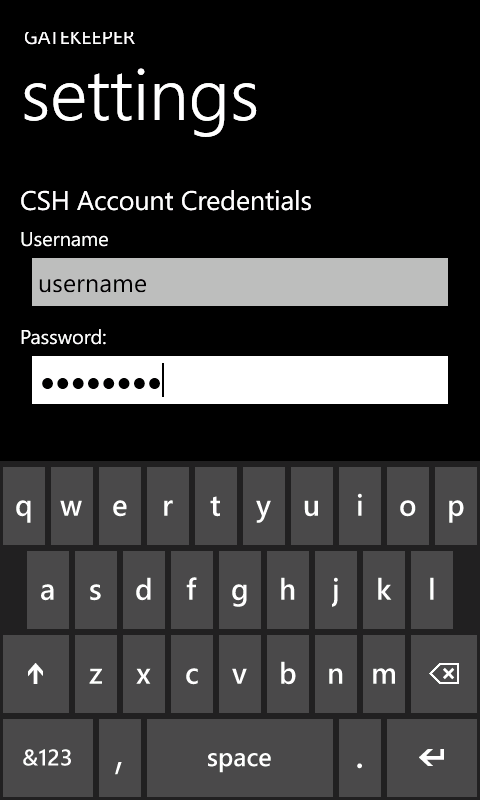 GATEKEEPER
settings
CSH Account Credentials
Username
username
Password:
••••••••
q w e r t y u i o p
a s d f g h j k l
z x c v b n m
&123 , space .